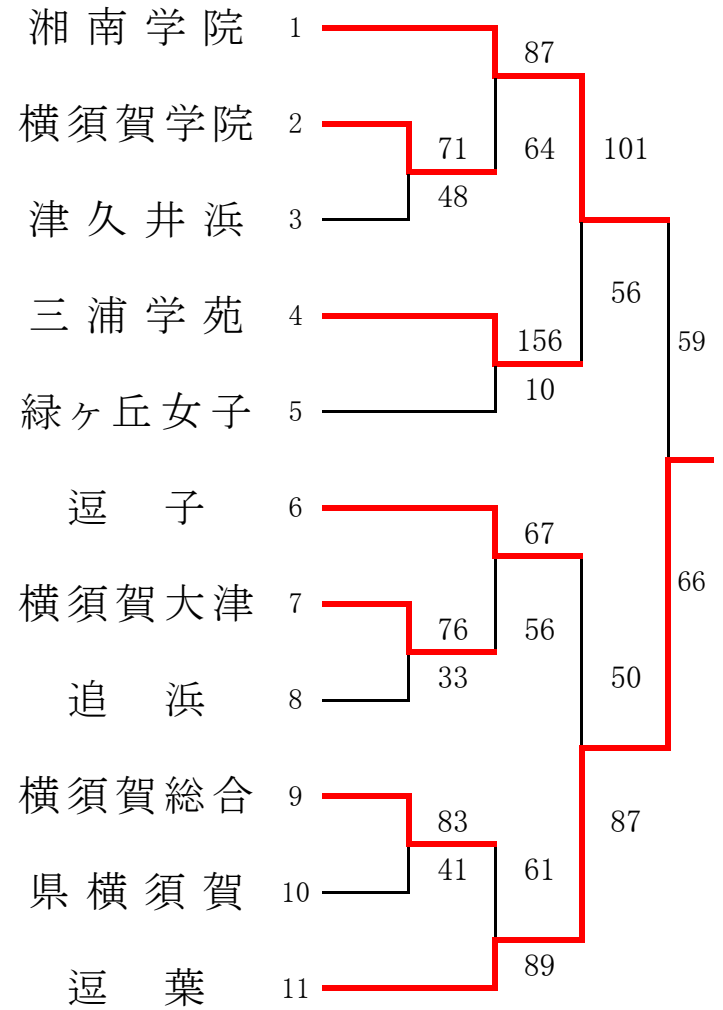 湘南学院 1
87
横須賀学院 2
71 64 101
48
津久井浜 3
56
三浦学苑 4
156 59
10
緑ヶ丘女子 5
逗子 6
67
66
横須賀大津 7
76 56
33 50
追浜 8
横須賀総合 9
83 87
41 61
県横須賀 10
89
逗葉 11